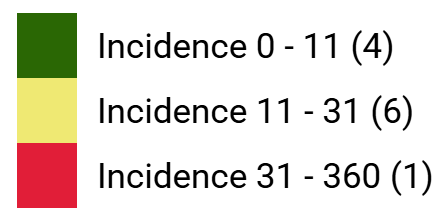 Incidence 0 - 11 (4)
Incidence 11 - 31 (6)
Incidence 31 - 360 (1)